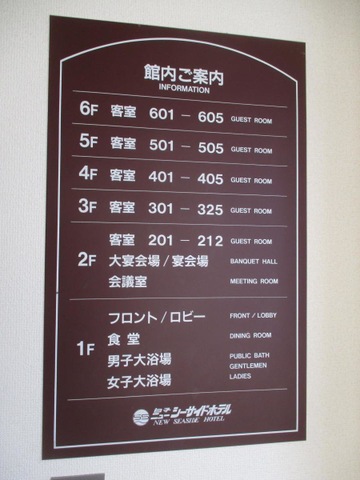 館内ご案内
INFORMATION
6F 客室 601 − 605 GUEST ROOM
5F 客室 501 − 505 GUEST ROOM
4F 客室 401 − 405 GUEST ROOM
3F 客室 301 − 325 GUEST ROOM
客室 201 − 212 GUEST ROOM
2F 大宴会場/宴会場 BANQUET HALL
会議室 MEETING ROOM
フロント/ロビー FRONT/LOBBY
1F 食堂 DINING ROOM
男子大浴場 PUBLIC BATH GENTLEMEN
女子大浴場 LADIES
ニューシーサイドホテル
NEW SEASIDE HOTEL